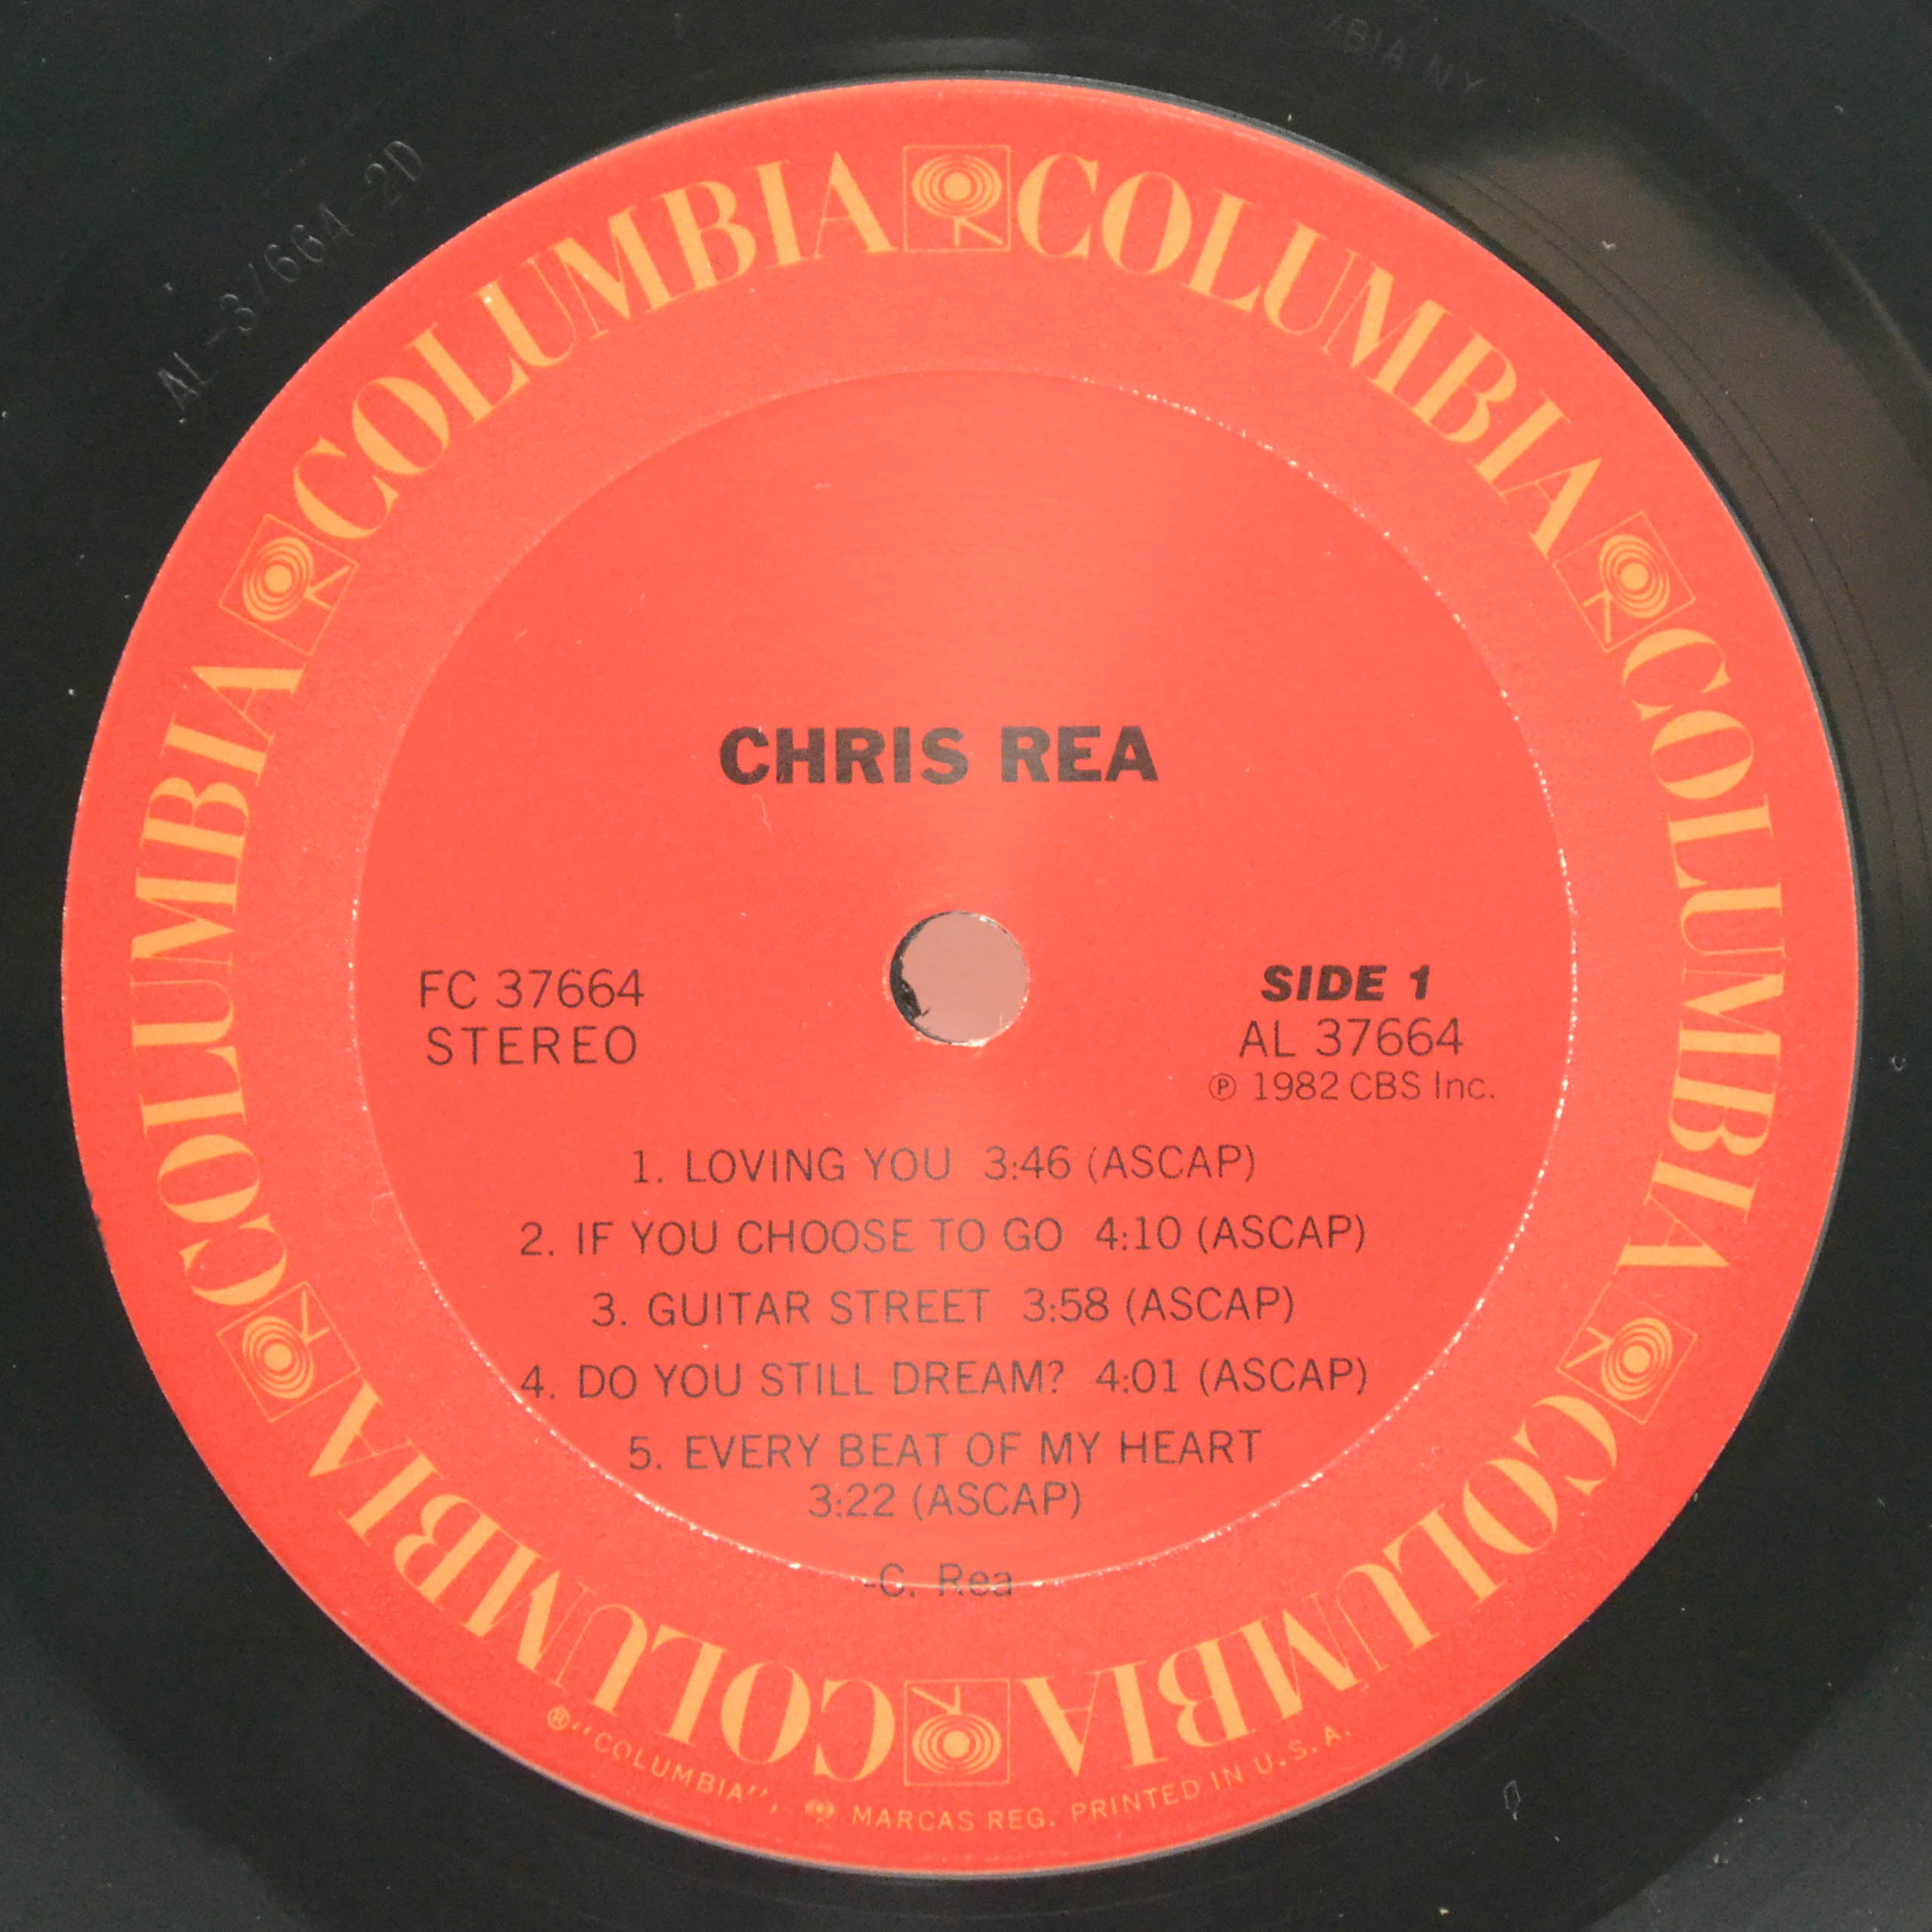 BIA NY
AL-37664-2D
COLUMBIA COLUMBIA COLUMBIA COLUMBIA COLUMBIA COLUMBIA
CHRIS REA
FC 37664
STEREO
SIDE 1
AL 37664
℗ 1982 CBS Inc.
1. LOVING YOU 3:46 (ASCAP)
2. IF YOU CHOOSE TO GO 4:10 (ASCAP)
3. GUITAR STREET 3:58 (ASCAP)
4. DO YOU STILL DREAM? 4:01 (ASCAP)
5. EVERY BEAT OF MY HEART
3:22 (ASCAP)
-C. Rea
®"COLUMBIA", MARCAS REG. PRINTED IN U.S.A.